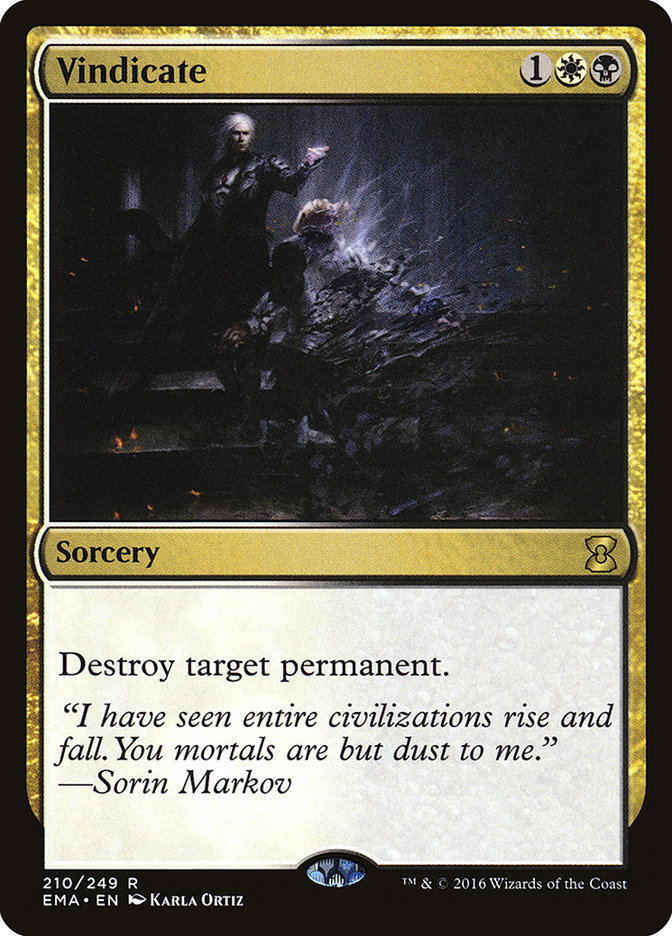 Vindicate 1
Sorcery
Destroy target permanent.
“I have seen entire civilizations rise and
fall. You mortals are but dust to me.”
—Sorin Markov
210/249 R
EMA • EN Karla Ortiz
™ & © 2016 Wizards of the Coast